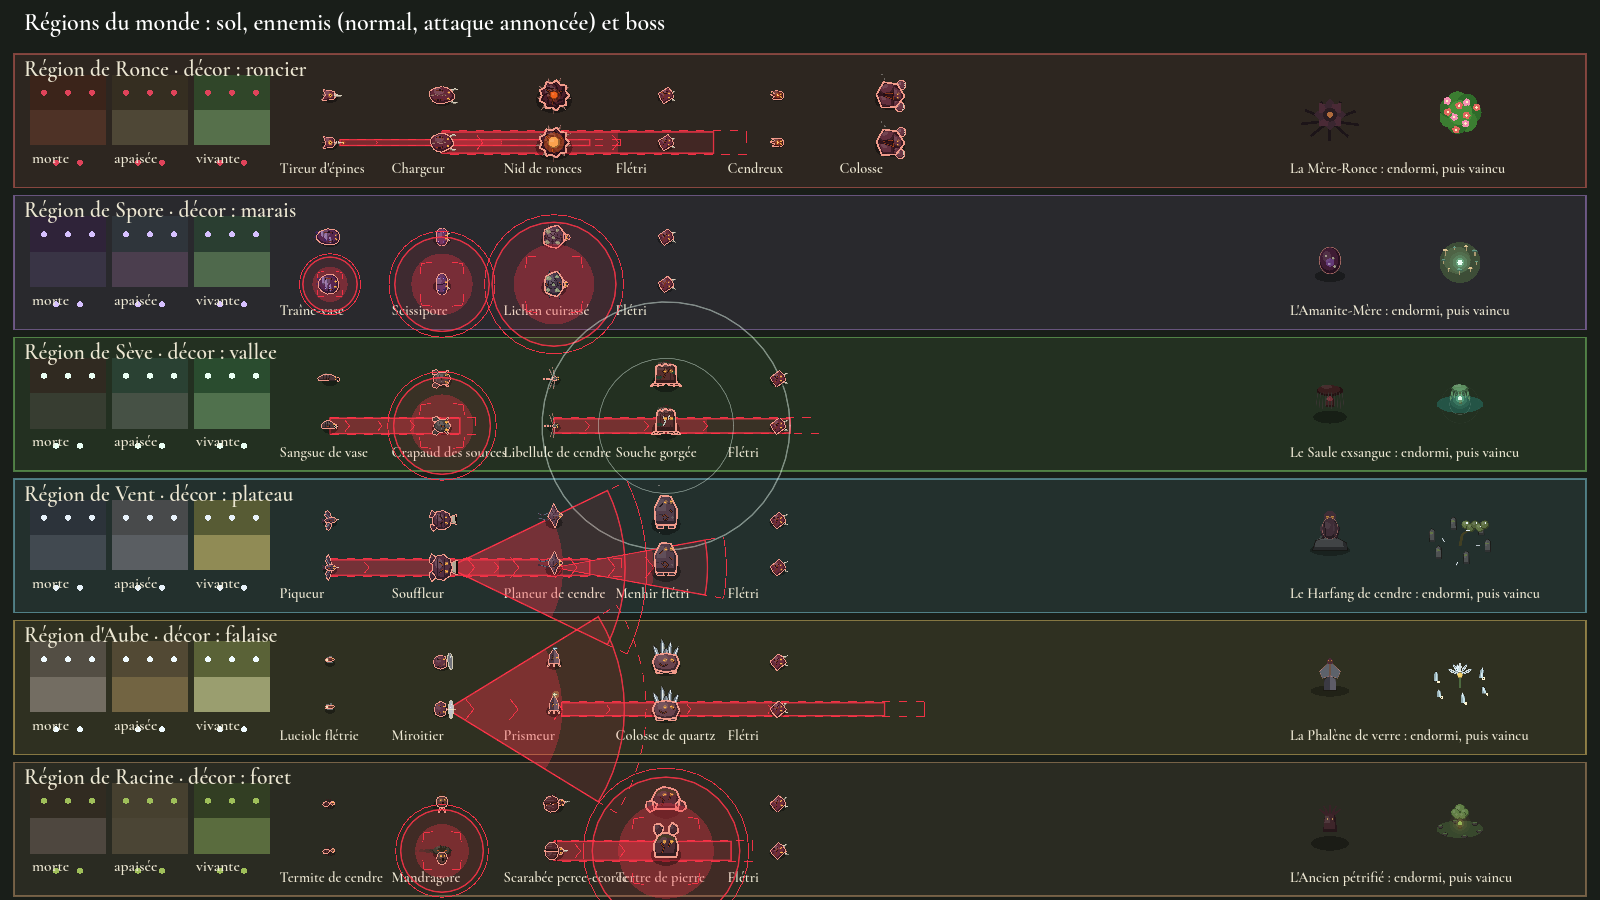 Régions du monde : sol, ennemis (normal, attaque annoncée) et boss
Région de Ronce · décor : roncier
morte apaisée vivante
Tireur d'épines Chargeur Nid de ronces Flétri Cendreux Colosse
La Mère-Ronce : endormi, puis vaincu
Région de Spore · décor : marais
morte apaisée vivante
Traîne-vase Scissipore Lichen cuirassé Flétri
L'Amanite-Mère : endormi, puis vaincu
Région de Sève · décor : vallee
morte apaisée vivante
Sangsue de vase Crapaud des sources Libellule de cendre Souche gorgée Flétri
Le Saule exsangue : endormi, puis vaincu
Région de Vent · décor : plateau
morte apaisée vivante
Piqueur Souffleur Planeur de cendre Menhir flétri Flétri
Le Harfang de cendre : endormi, puis vaincu
Région d'Aube · décor : falaise
morte apaisée vivante
Luciole flétrie Miroitier Prismeur Colosse de quartz Flétri
La Phalène de verre : endormi, puis vaincu
Région de Racine · décor : foret
morte apaisée vivante
Termite de cendre Mandragore Scarabée perce-écorce Tertre de pierre Flétri
L'Ancien pétrifié : endormi, puis vaincu